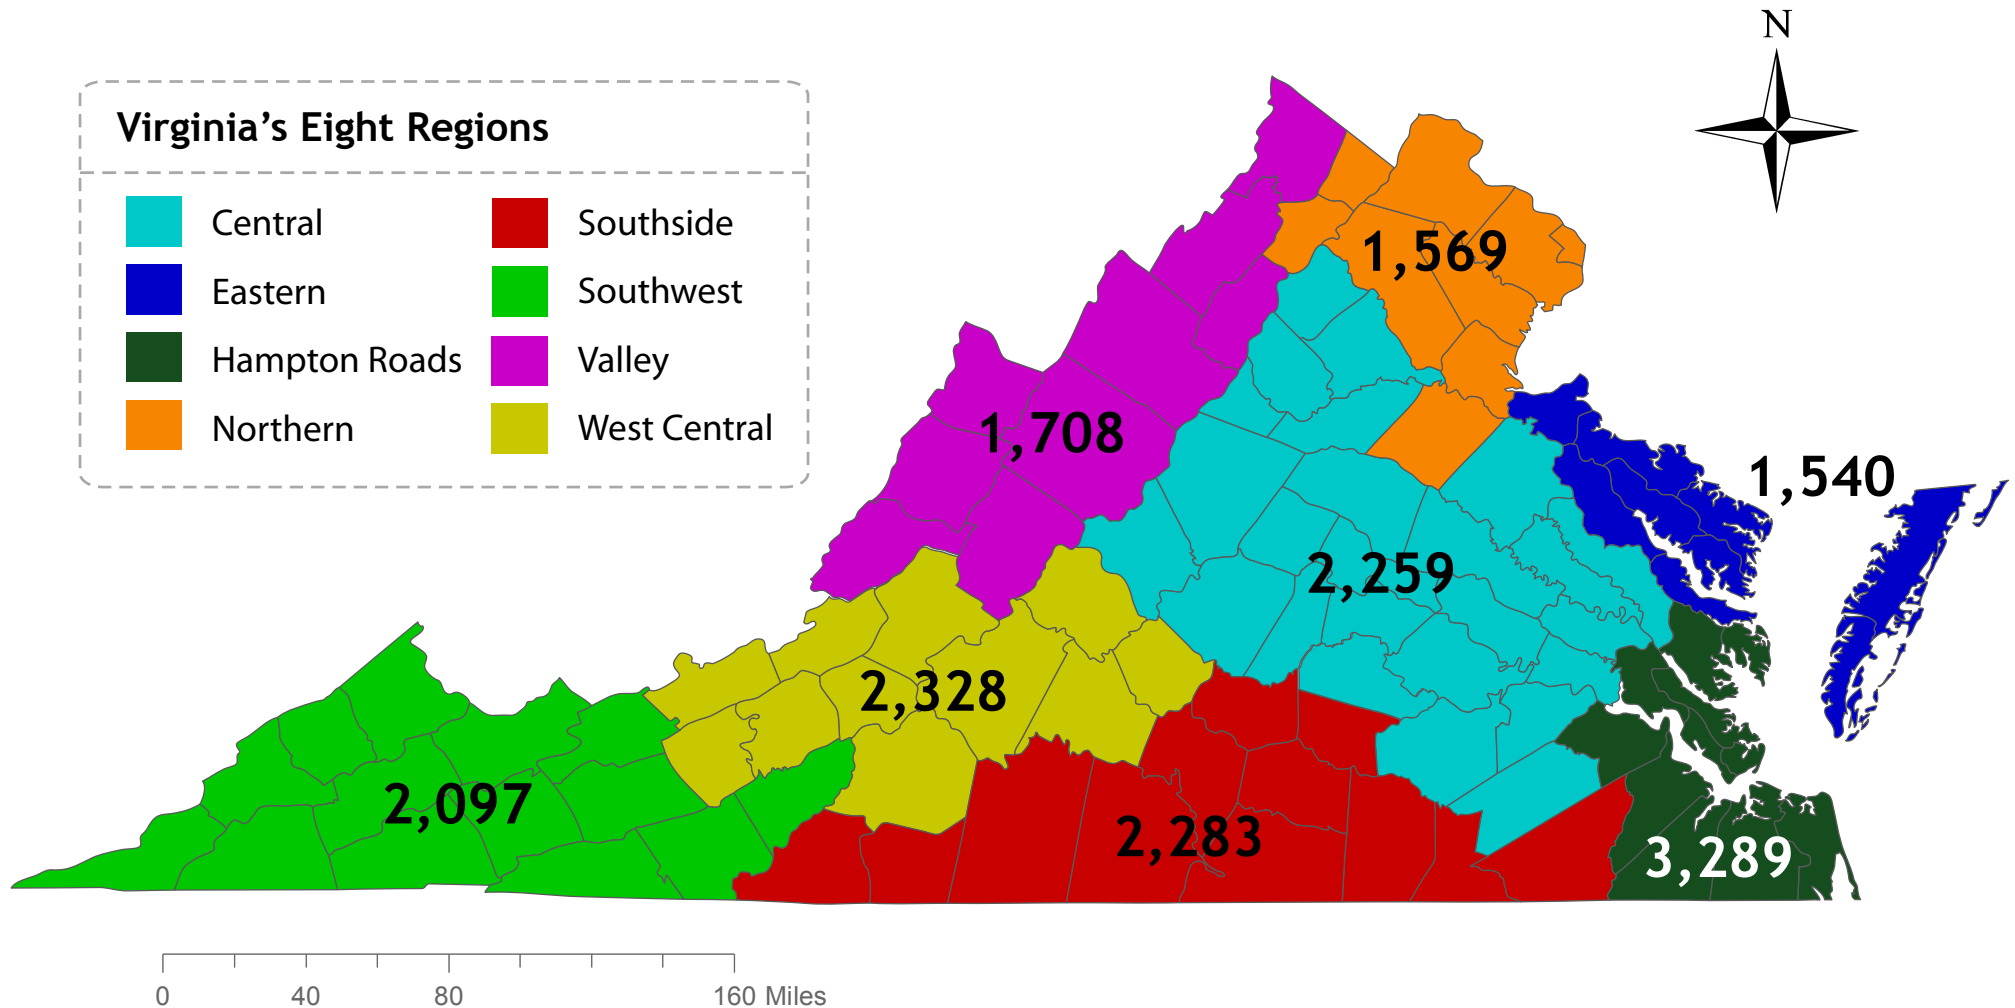 N
Virginia’s Eight Regions
Central
Southside
Eastern
Southwest
Hampton Roads
Valley
Northern
West Central
1,569
1,708
1,540
2,259
2,328
2,097
2,283
3,289
0 40 80 160 Miles